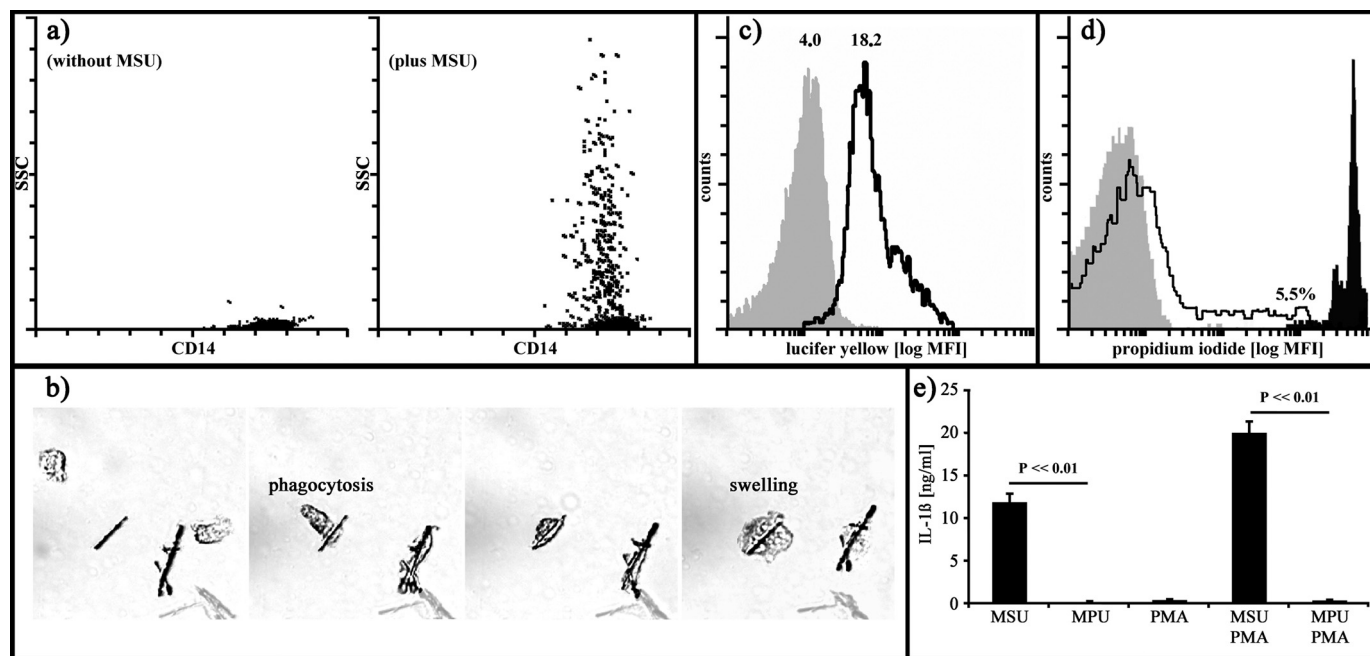 a)
(without MSU)
SSC
CD14
(plus MSU)
SSC
CD14
c)
4.0 18.2
counts
lucifer yellow [log MFI]
d)
5.5%
counts
propidium iodide [log MFI]
b)
phagocytosis
swelling
e)
25
20
15
10
5
0
IL-1ß [ng/ml]
P << 0.01
P << 0.01
MSU MPU PMA MSU MPU
PMA PMA